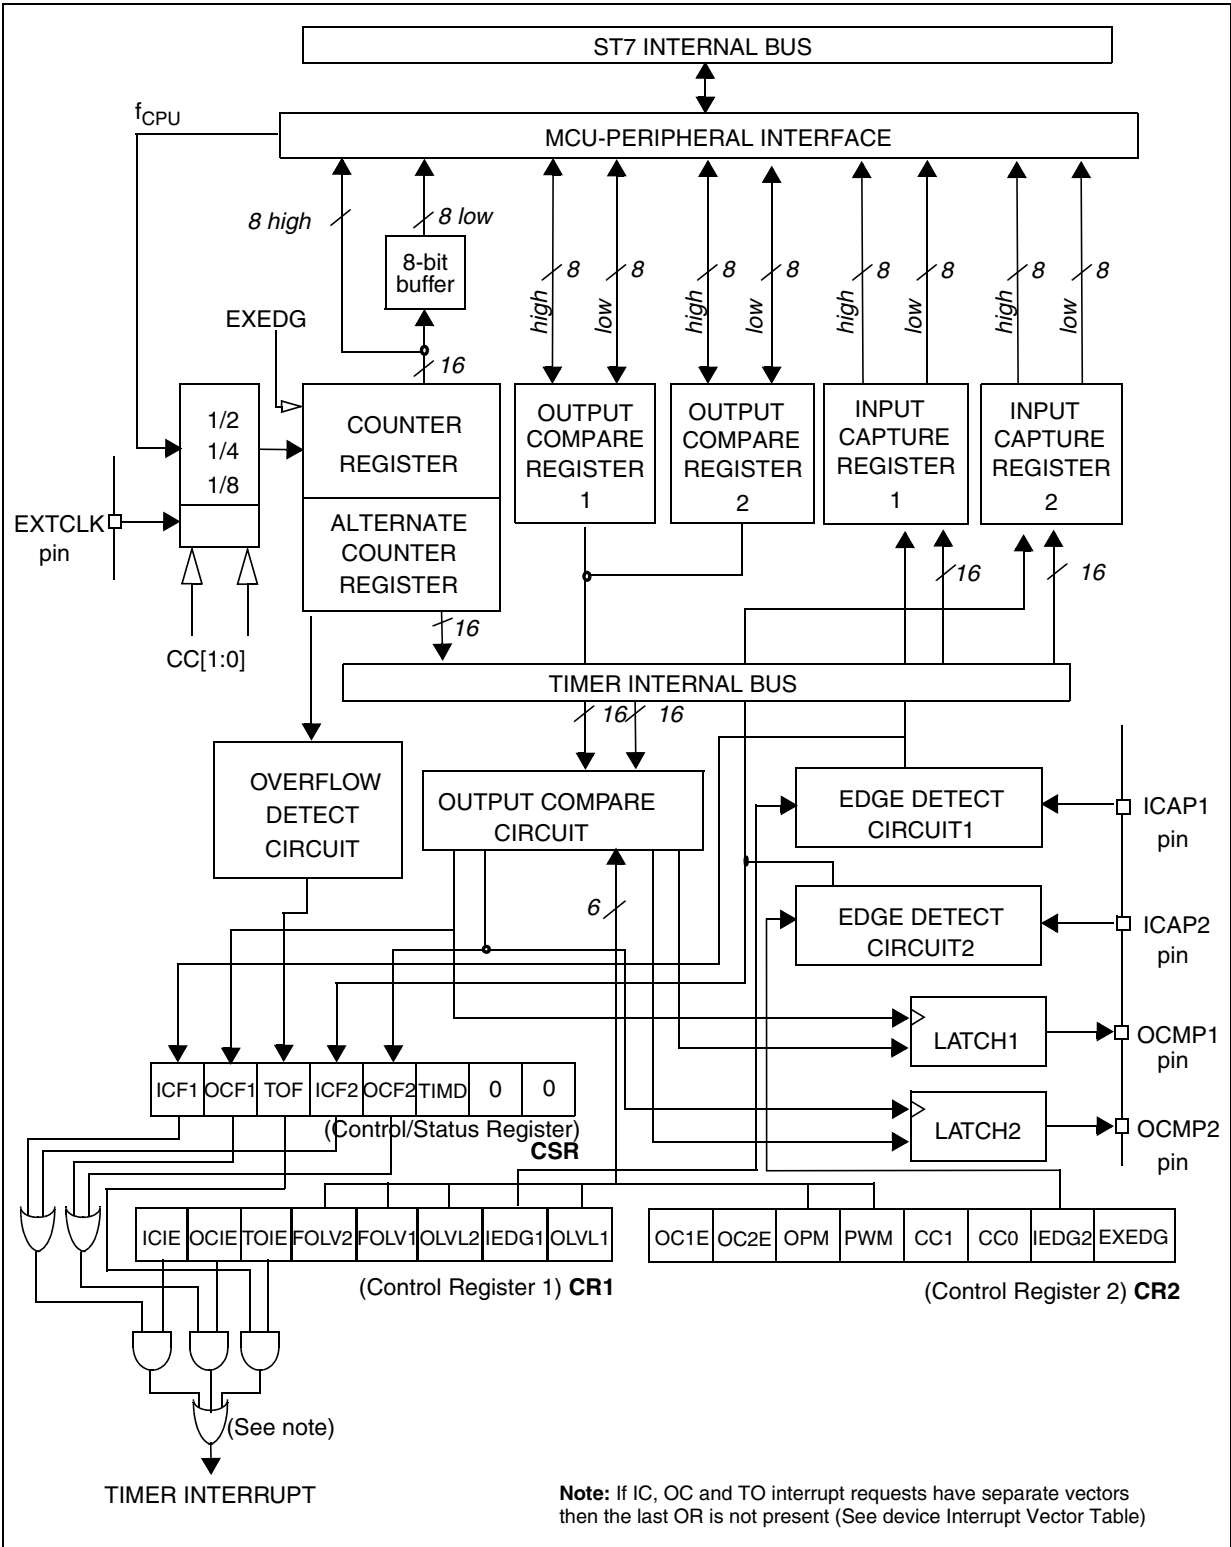 ST7 INTERNAL BUS
fCPU
MCU-PERIPHERAL INTERFACE
8 high
8 low
8-bit
buffer
8
8
8
8
8
8
8
8
high
low
high
low
high
low
high
low
EXEDG
16
1/2
1/4
1/8
COUNTER
REGISTER
OUTPUT
COMPARE
REGISTER
1
OUTPUT
COMPARE
REGISTER
2
INPUT
CAPTURE
REGISTER
1
INPUT
CAPTURE
REGISTER
2
EXTCLK
pin
ALTERNATE
COUNTER
REGISTER
16
16
16
CC[1:0]
TIMER INTERNAL BUS
16
16
OVERFLOW
DETECT
CIRCUIT
OUTPUT COMPARE
CIRCUIT
EDGE DETECT
CIRCUIT1
ICAP1
pin
6
EDGE DETECT
CIRCUIT2
ICAP2
pin
LATCH1
OCMP1
pin
LATCH2
OCMP2
pin
ICF1 OCF1 TOF ICF2 OCF2 TIMD 0 0
(Control/Status Register)
CSR
ICIE OCIE TOIE FOLV2 FOLV1 OLVL2 IEDG1 OLVL1
(Control Register 1) CR1
OC1E OC2E OPM PWM CC1 CC0 IEDG2 EXEDG
(Control Register 2) CR2
(See note)
TIMER INTERRUPT
Note: If IC, OC and TO interrupt requests have separate vectors
then the last OR is not present (See device Interrupt Vector Table)